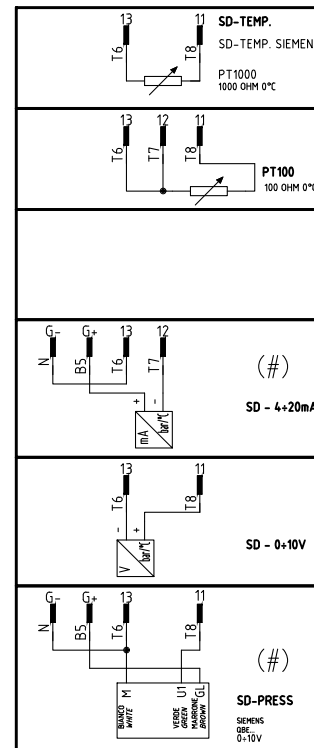 13 11 SD-TEMP.
T6 T8 SD-TEMP. SIEMEN
PT1000
1000 OHM 0°C
13 12 11
T6 T7 T8
PT100
100 OHM 0°C
G- G+ 13 12
N B5 T6 T7
(#)
+ -
mA bar/°C
SD - 4÷20mA
13 11
T6 T8
- +
V bar/°C
SD - 0÷10V
G- G+ 13 11
N B5 T6 T8
(#)
M U1 GL
BIANCO
WHITE
VERDE
GREEN
MARRONE
BROWN
SD-PRESS
SIEMENS
QBE..
0÷10V